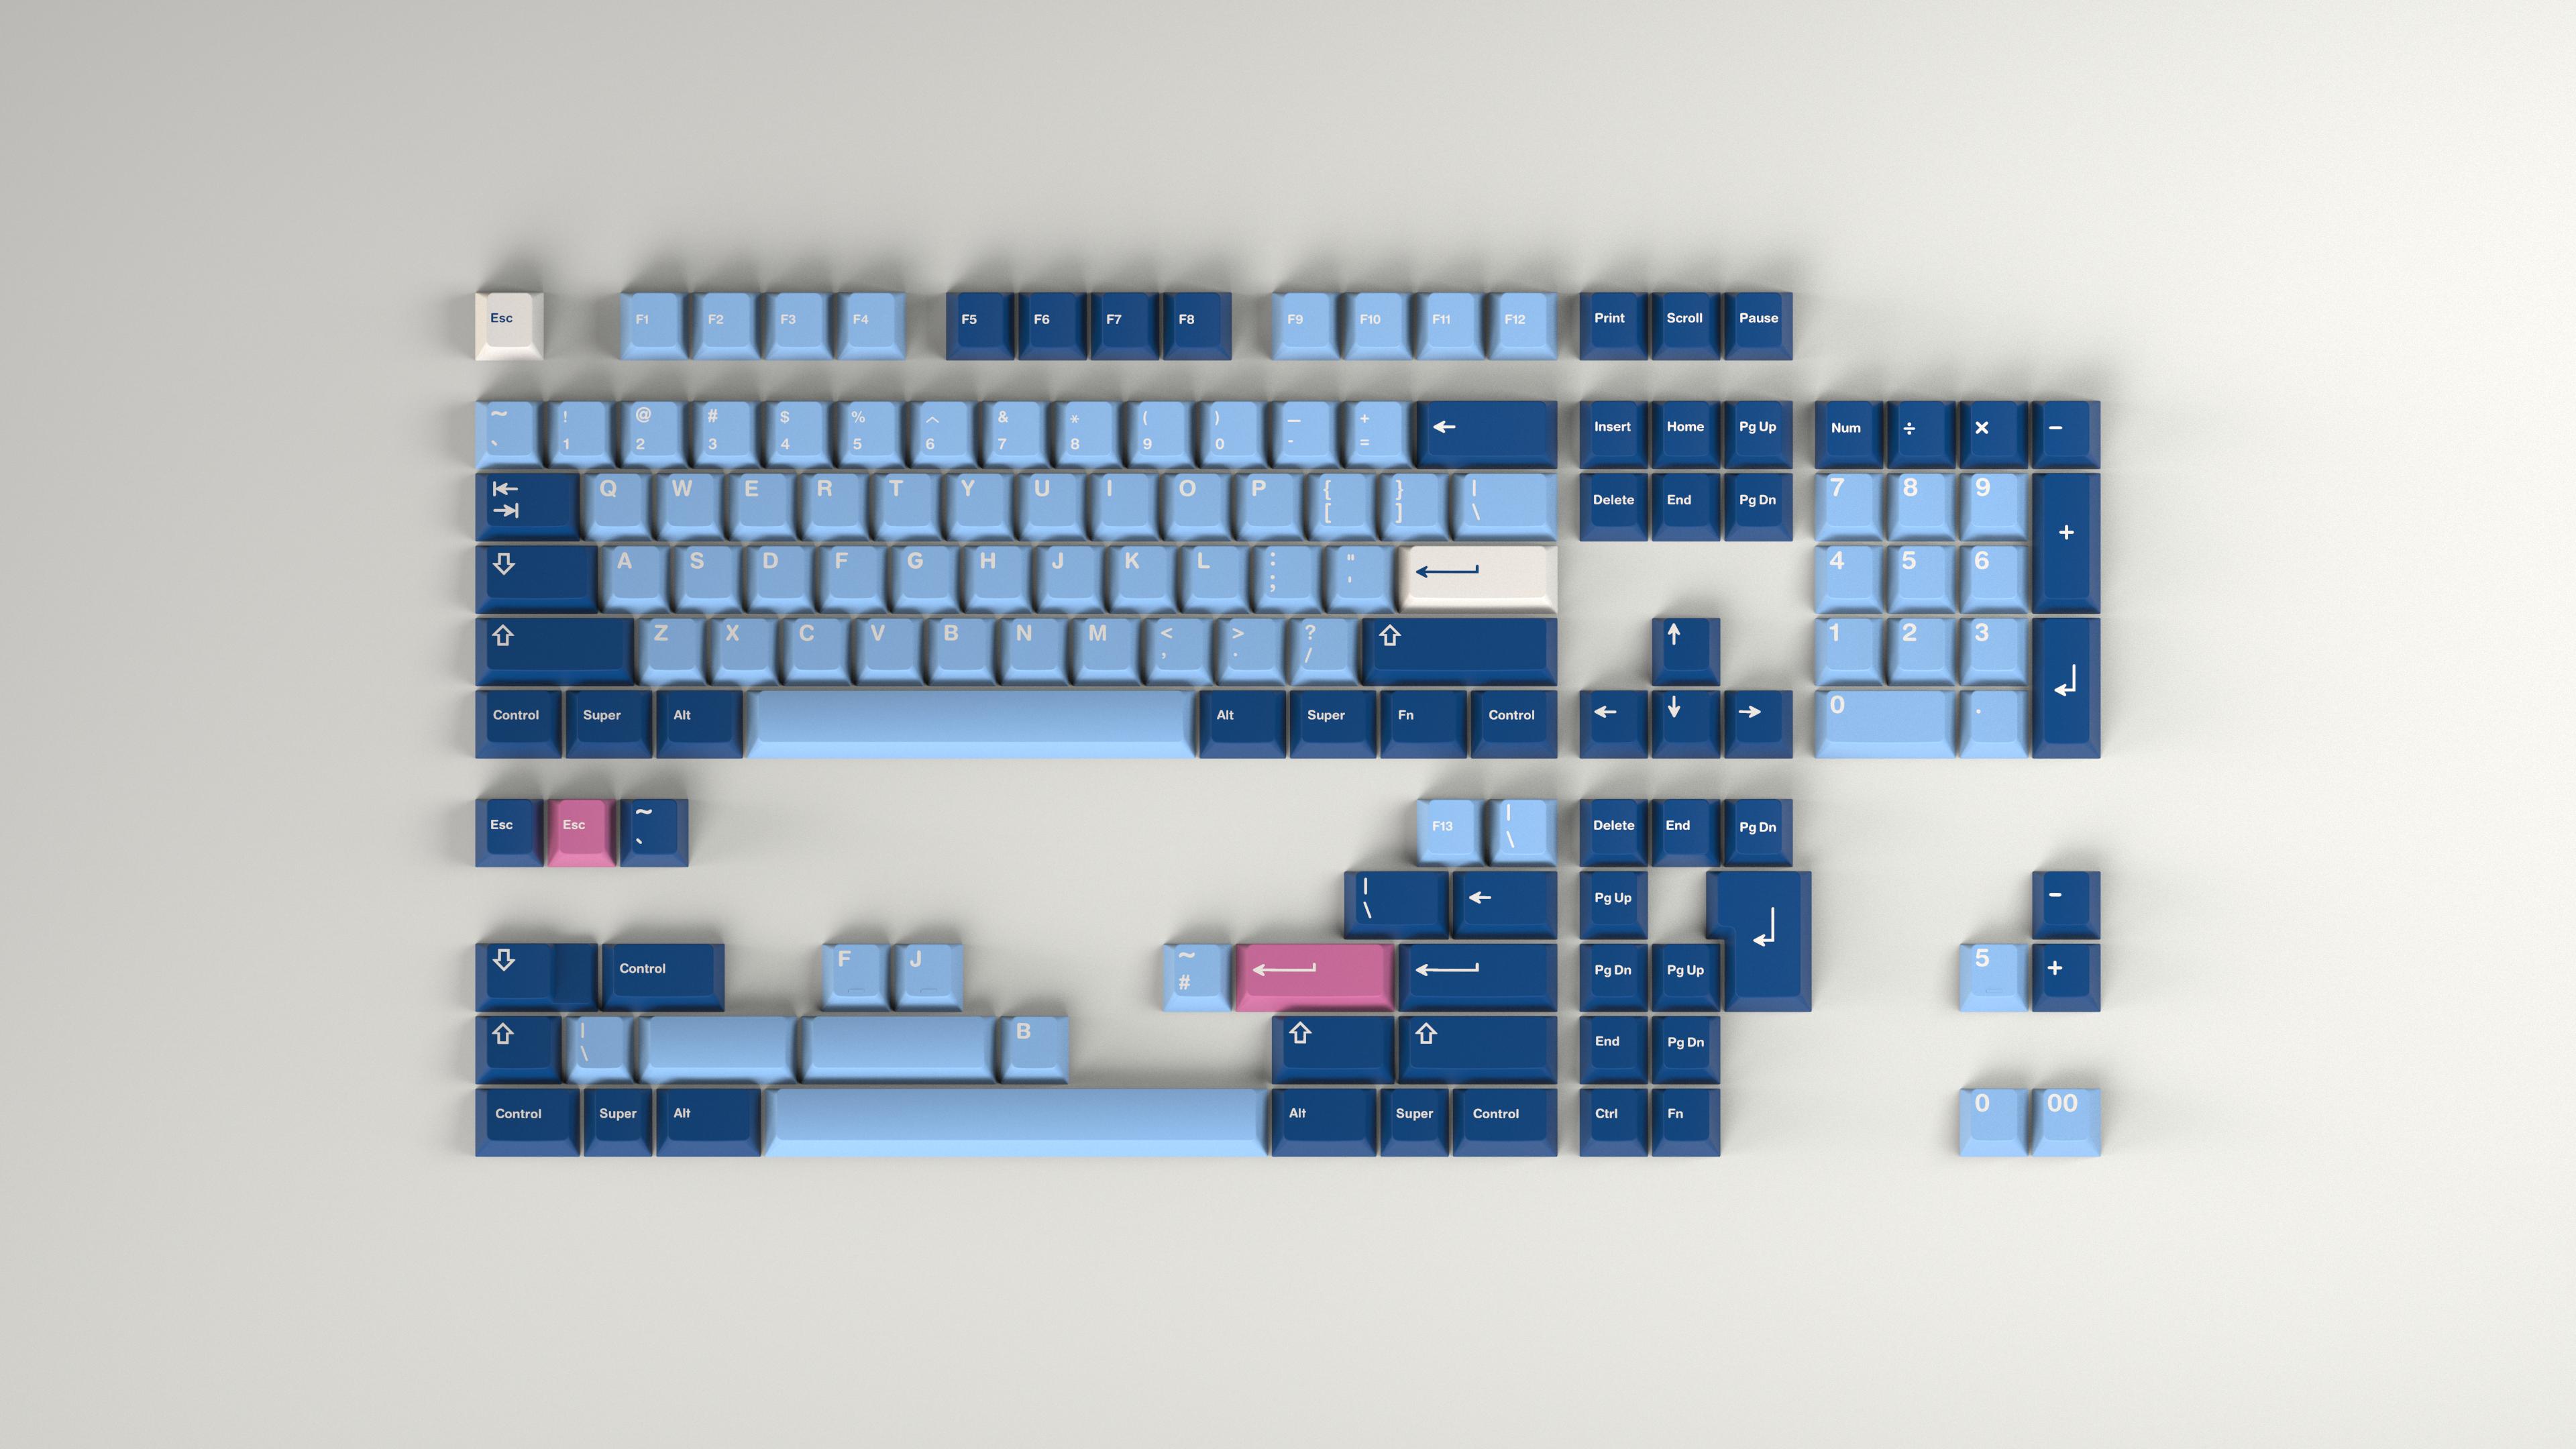 Esc F1 F2 F3 F4 F5 F6 F7 F8 F9 F10 F11 F12 Print Scroll Pause
~ ! @ # $ % ^ & * ( ) — +
` 1 2 3 4 5 6 7 8 9 0 - = ← Insert Home Pg Up Num ÷ × −
⇤ Q W E R T Y U I O P { } | Delete End Pg Dn 7 8 9 +
⇥ [ ] \
⇩ A S D F G H J K L : " ⟵ 4 5 6
; '
⇧ Z X C V B N M < > ? ⇧ ↑ 1 2 3 ↵
, . /
Control Super Alt Alt Super Fn Control ← ↓ → 0 .
Esc Esc ~ F13 | Delete End Pg Dn
` \
| ← Pg Up ↵ −
\
⇩ Control F J ~ ⟵ ⟵ Pg Dn Pg Up 5 +
#
⇧ | B ⇧ ⇧ End Pg Dn
\
Control Super Alt Alt Super Control Ctrl Fn 0 00